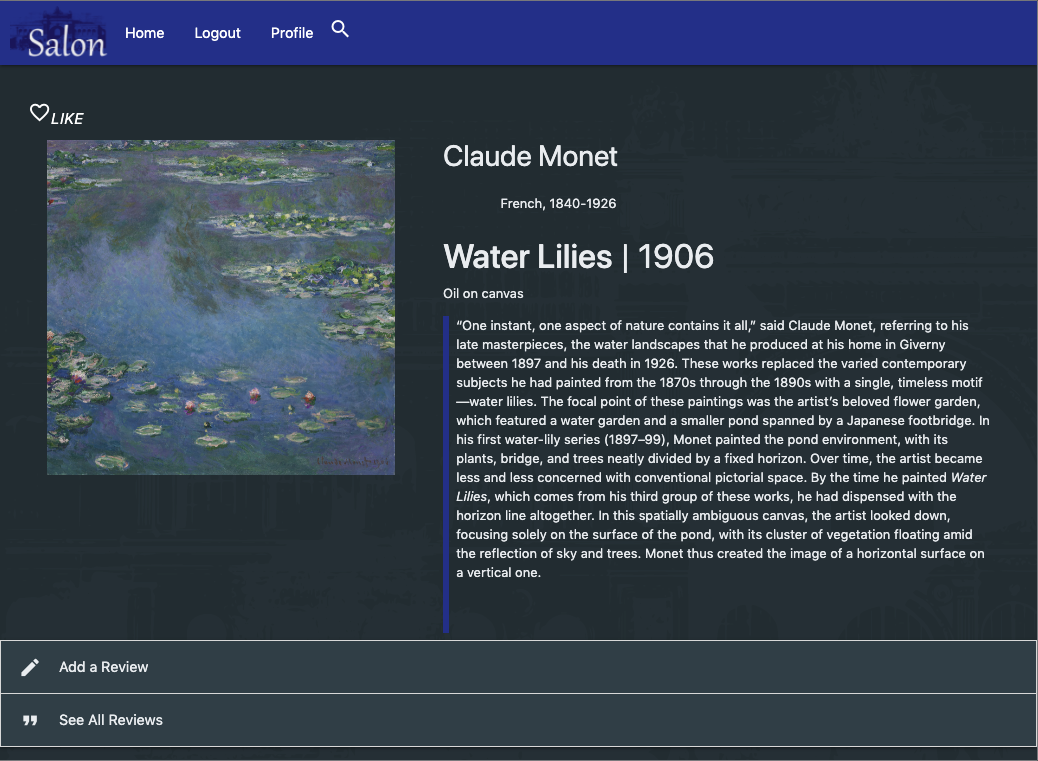 Salon Home Logout Profile
LIKE
Claude Monet
French, 1840-1926
Water Lilies | 1906
Oil on canvas
“One instant, one aspect of nature contains it all,” said Claude Monet, referring to his
late masterpieces, the water landscapes that he produced at his home in Giverny
between 1897 and his death in 1926. These works replaced the varied contemporary
subjects he had painted from the 1870s through the 1890s with a single, timeless motif
—water lilies. The focal point of these paintings was the artist’s beloved flower garden,
which featured a water garden and a smaller pond spanned by a Japanese footbridge. In
his first water-lily series (1897–99), Monet painted the pond environment, with its
plants, bridge, and trees neatly divided by a fixed horizon. Over time, the artist became
less and less concerned with conventional pictorial space. By the time he painted Water
Lilies, which comes from his third group of these works, he had dispensed with the
horizon line altogether. In this spatially ambiguous canvas, the artist looked down,
focusing solely on the surface of the pond, with its cluster of vegetation floating amid
the reflection of sky and trees. Monet thus created the image of a horizontal surface on
a vertical one.
Add a Review
See All Reviews